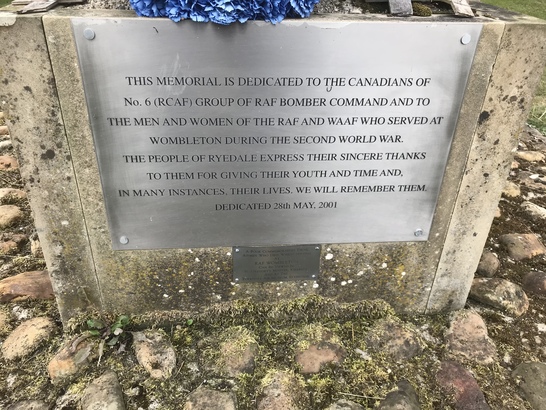 THIS MEMORIAL IS DEDICATED TO THE CANADIANS OF
No. 6 (RCAF) GROUP OF RAF BOMBER COMMAND AND TO
THE MEN AND WOMEN OF THE RAF AND WAAF WHO SERVED AT
WOMBLETON DURING THE SECOND WORLD WAR.
THE PEOPLE OF RYEDALE EXPRESS THEIR SINCERE THANKS
TO THEM FOR GIVING THEIR YOUTH AND TIME AND,
IN MANY INSTANCES, THEIR LIVES. WE WILL REMEMBER THEM.
DEDICATED 28th MAY, 2001